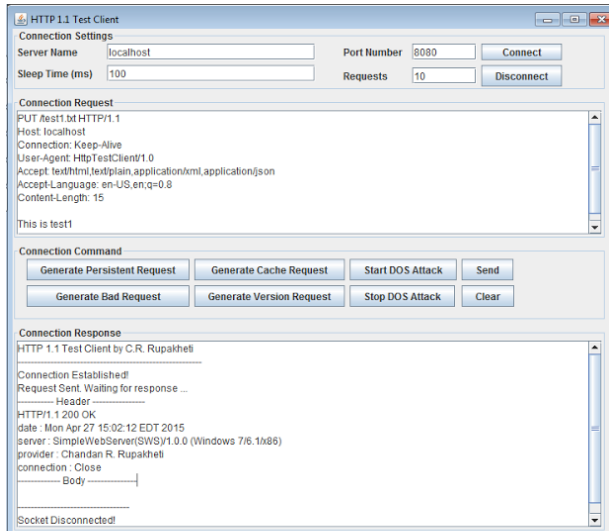 HTTP 1.1 Test Client
Connection Settings
Server Name localhost Port Number 8080 Connect
Sleep Time (ms) 100 Requests 10 Disconnect
Connection Request
PUT /test1.txt HTTP/1.1
Host: localhost
Connection: Keep-Alive
User-Agent: HttpTestClient/1.0
Accept: text/html,text/plain,application/xml,application/json
Accept-Language: en-US,en;q=0.8
Content-Length: 15
This is test1
Connection Command
Generate Persistent Request Generate Cache Request Start DOS Attack Send
Generate Bad Request Generate Version Request Stop DOS Attack Clear
Connection Response
HTTP 1.1 Test Client by C.R. Rupakheti
--------------------------------------------------
Connection Established!
Request Sent. Waiting for response ...
------------ Header -----------------
HTTP/1.1 200 OK
date : Mon Apr 27 15:02:12 EDT 2015
server : SimpleWebServer(SWS)/1.0.0 (Windows 7/6.1/x86)
provider : Chandan R. Rupakheti
connection : Close
-------------- Body ----------------
------------------------------
Socket Disconnected!